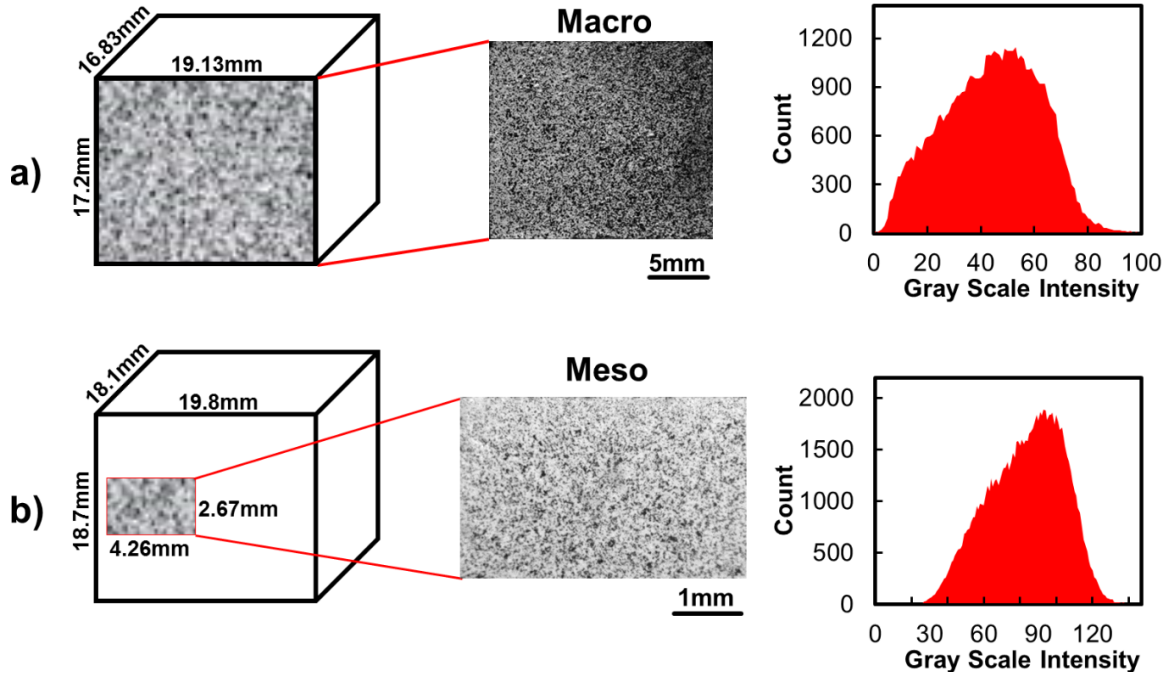 a)
16.83mm
19.13mm
17.2mm
Macro
5mm
Count
1200
900
600
300
0
0 20 40 60 80 100
Gray Scale Intensity
b)
18.1mm
19.8mm
18.7mm
2.67mm
4.26mm
Meso
1mm
Count
2000
1500
1000
500
0
0 30 60 90 120
Gray Scale Intensity